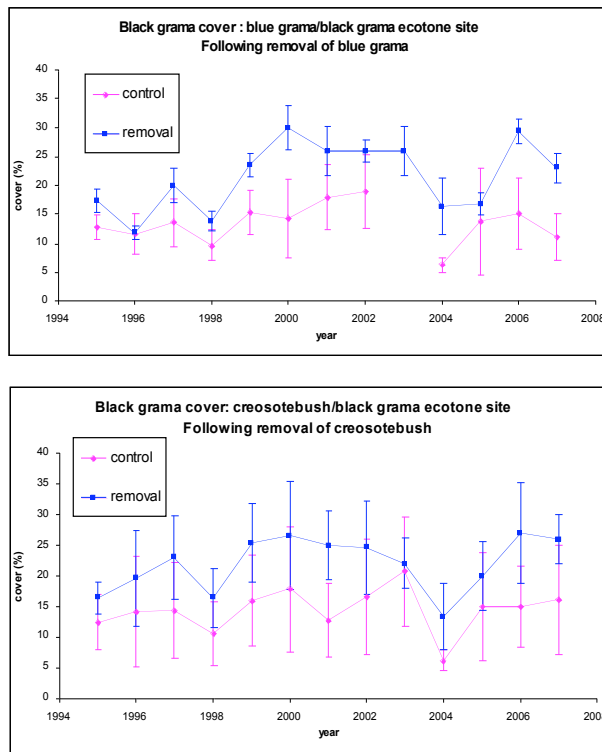 Black grama cover : blue grama/black grama ecotone site
Following removal of blue grama
40
35
30
25
20
15
10
5
0
cover (%)
control
removal
1994 1996 1998 2000 2002 2004 2006 2008
year
Black grama cover: creosotebush/black grama ecotone site
Following removal of creosotebush
40
35
30
25
20
15
10
5
0
cover (%)
control
removal
1994 1996 1998 2000 2002 2004 2006 200
year